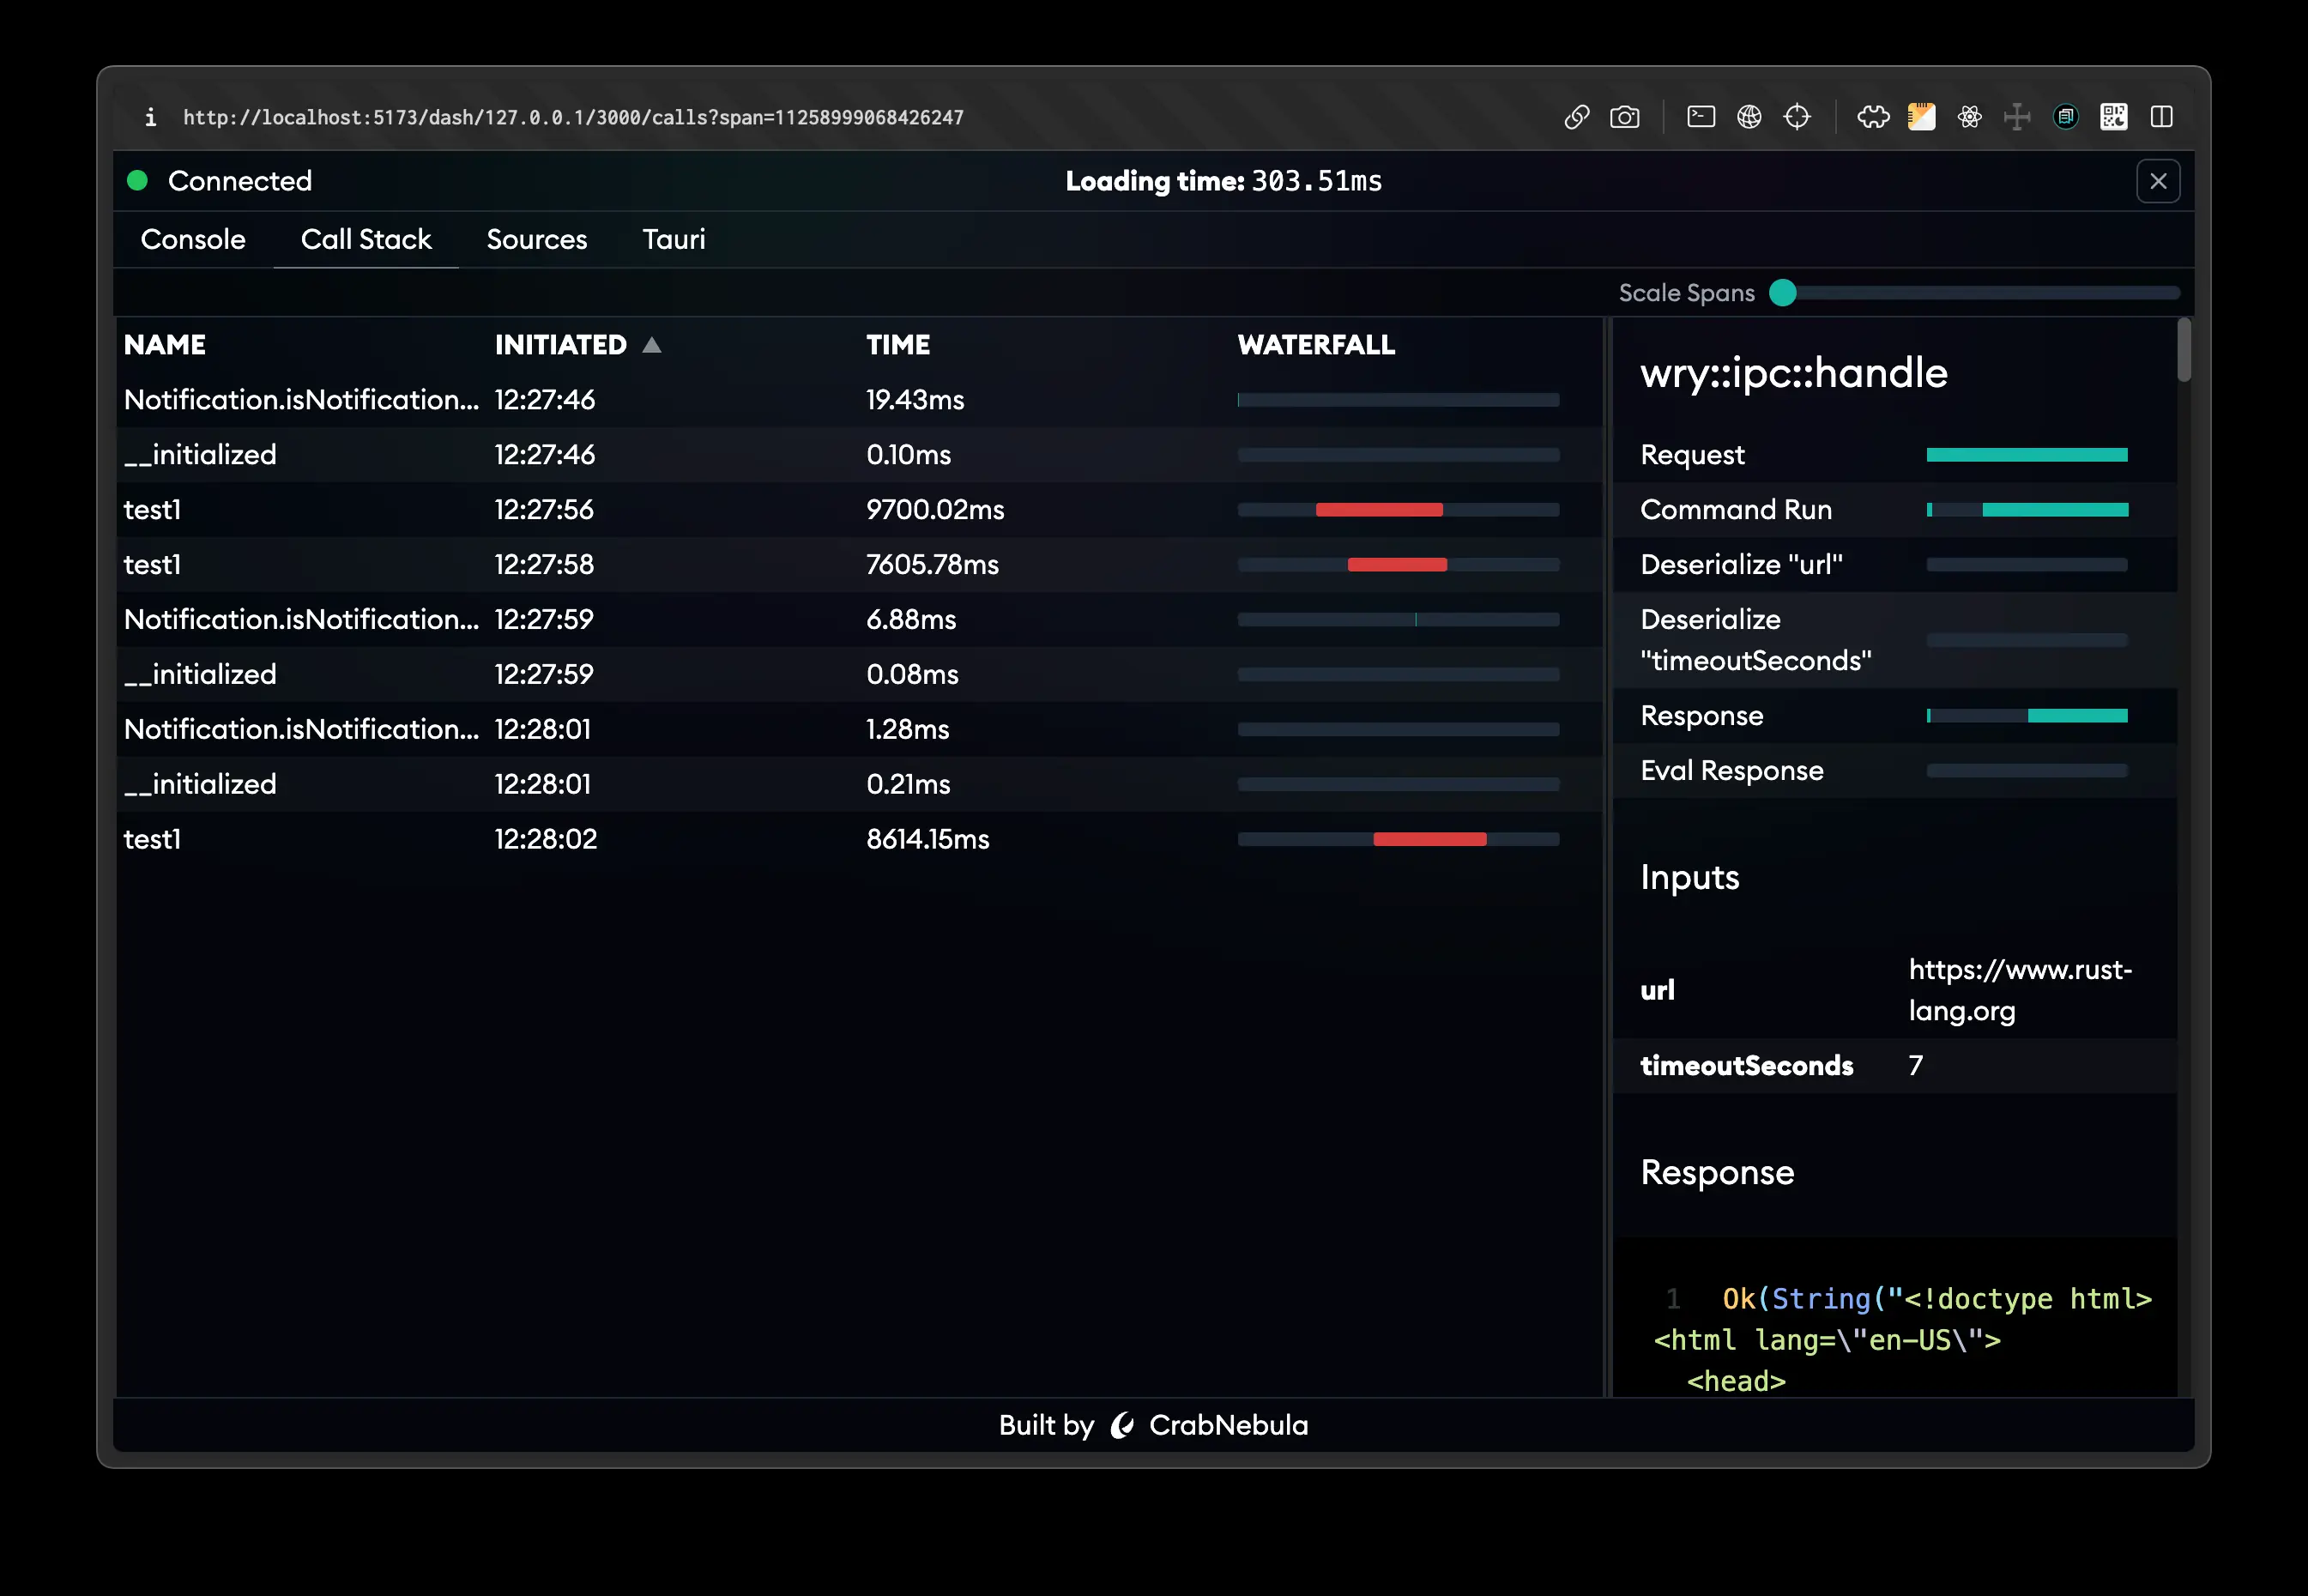 i http://localhost:5173/dash/127.0.0.1/3000/calls?span=11258999068426247
Connected Loading time: 303.51ms
Console Call Stack Sources Tauri
Scale Spans
NAME INITIATED ▲ TIME WATERFALL
Notification.isNotification... 12:27:46 19.43ms
__initialized 12:27:46 0.10ms
test1 12:27:56 9700.02ms
test1 12:27:58 7605.78ms
Notification.isNotification... 12:27:59 6.88ms
__initialized 12:27:59 0.08ms
Notification.isNotification... 12:28:01 1.28ms
__initialized 12:28:01 0.21ms
test1 12:28:02 8614.15ms
wry::ipc::handle
Request
Command Run
Deserialize "url"
Deserialize
"timeoutSeconds"
Response
Eval Response
Inputs
url https://www.rust-
lang.org
timeoutSeconds 7
Response
1 Ok(String("<!doctype html>
<html lang=\"en-US\">
<head>
Built by CrabNebula